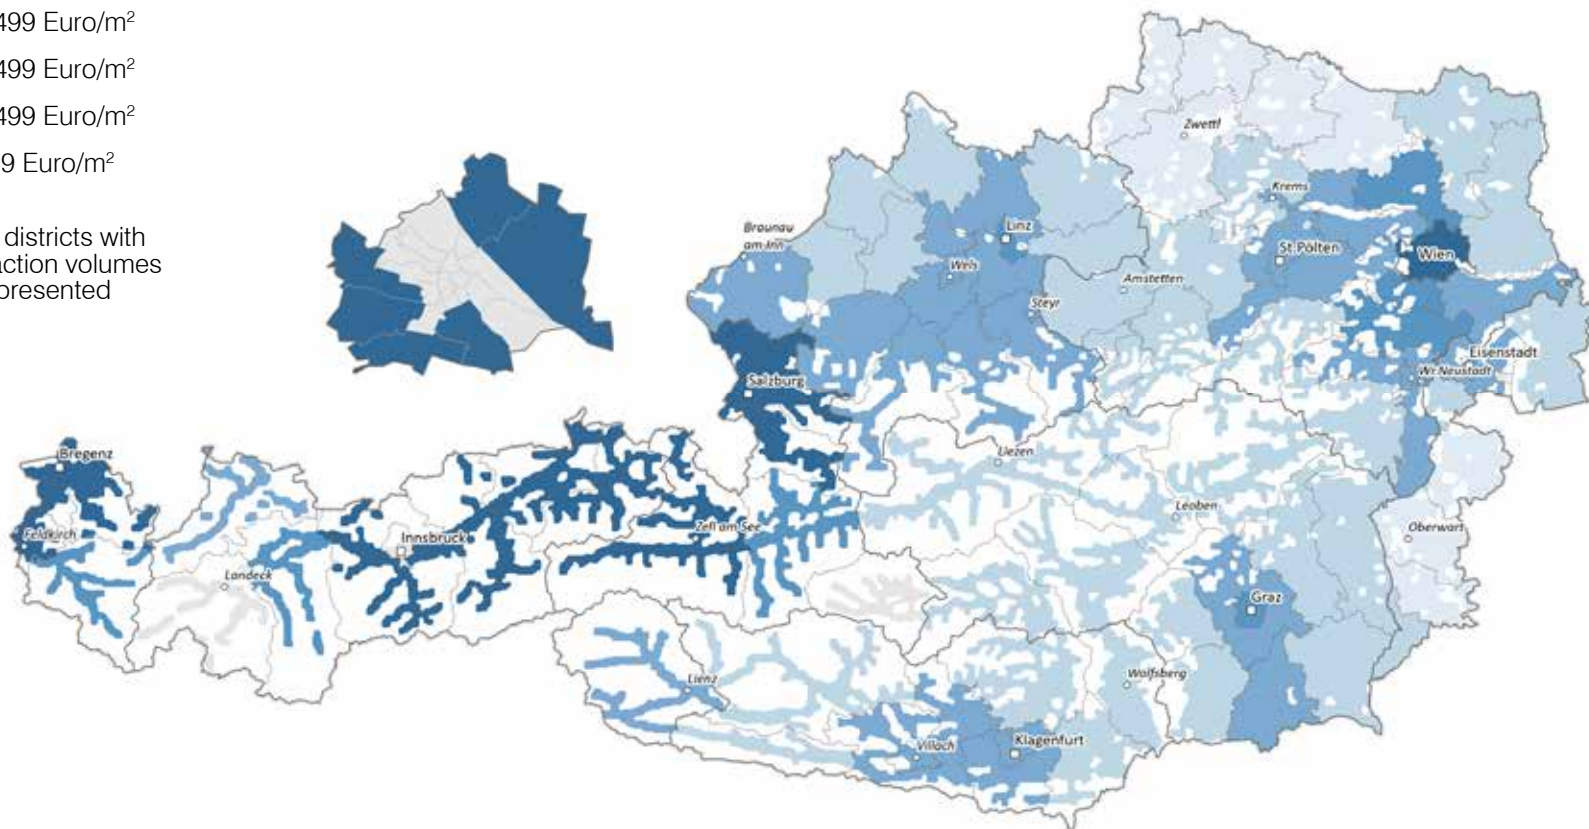 499 Euro/m²
499 Euro/m²
499 Euro/m²
9 Euro/m²
districts with
action volumes
presented
Zwettl
Krems
Braunau
am Inn
Linz
St.Pölten
Wien
Wels
Amstetten
Steyr
Eisenstadt
Wr.Neustadt
Salzburg
Bregenz
Liezen
Leoben
Feldkirch
Innsbruck
Zell am See
Oberwart
Landeck
Graz
Lienz
Wolfsberg
Villach
Klagenfurt